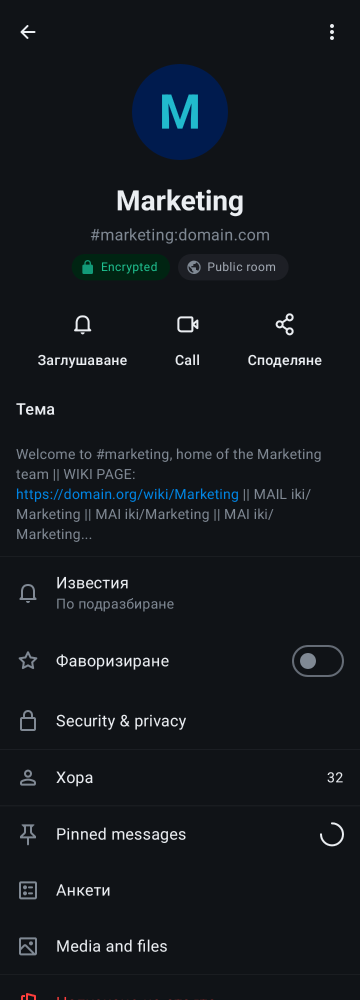 M
Marketing
#marketing:domain.com
Encrypted
Public room
Заглушаване
Call
Споделяне
Тема
Welcome to #marketing, home of the Marketing
team || WIKI PAGE:
https://domain.org/wiki/Marketing || MAIL iki/
Marketing || MAI iki/Marketing || MAI iki/
Marketing...
Известия
По подразбиране
Фаворизиране
Security & privacy
Хора
32
Pinned messages
Анкети
Media and files